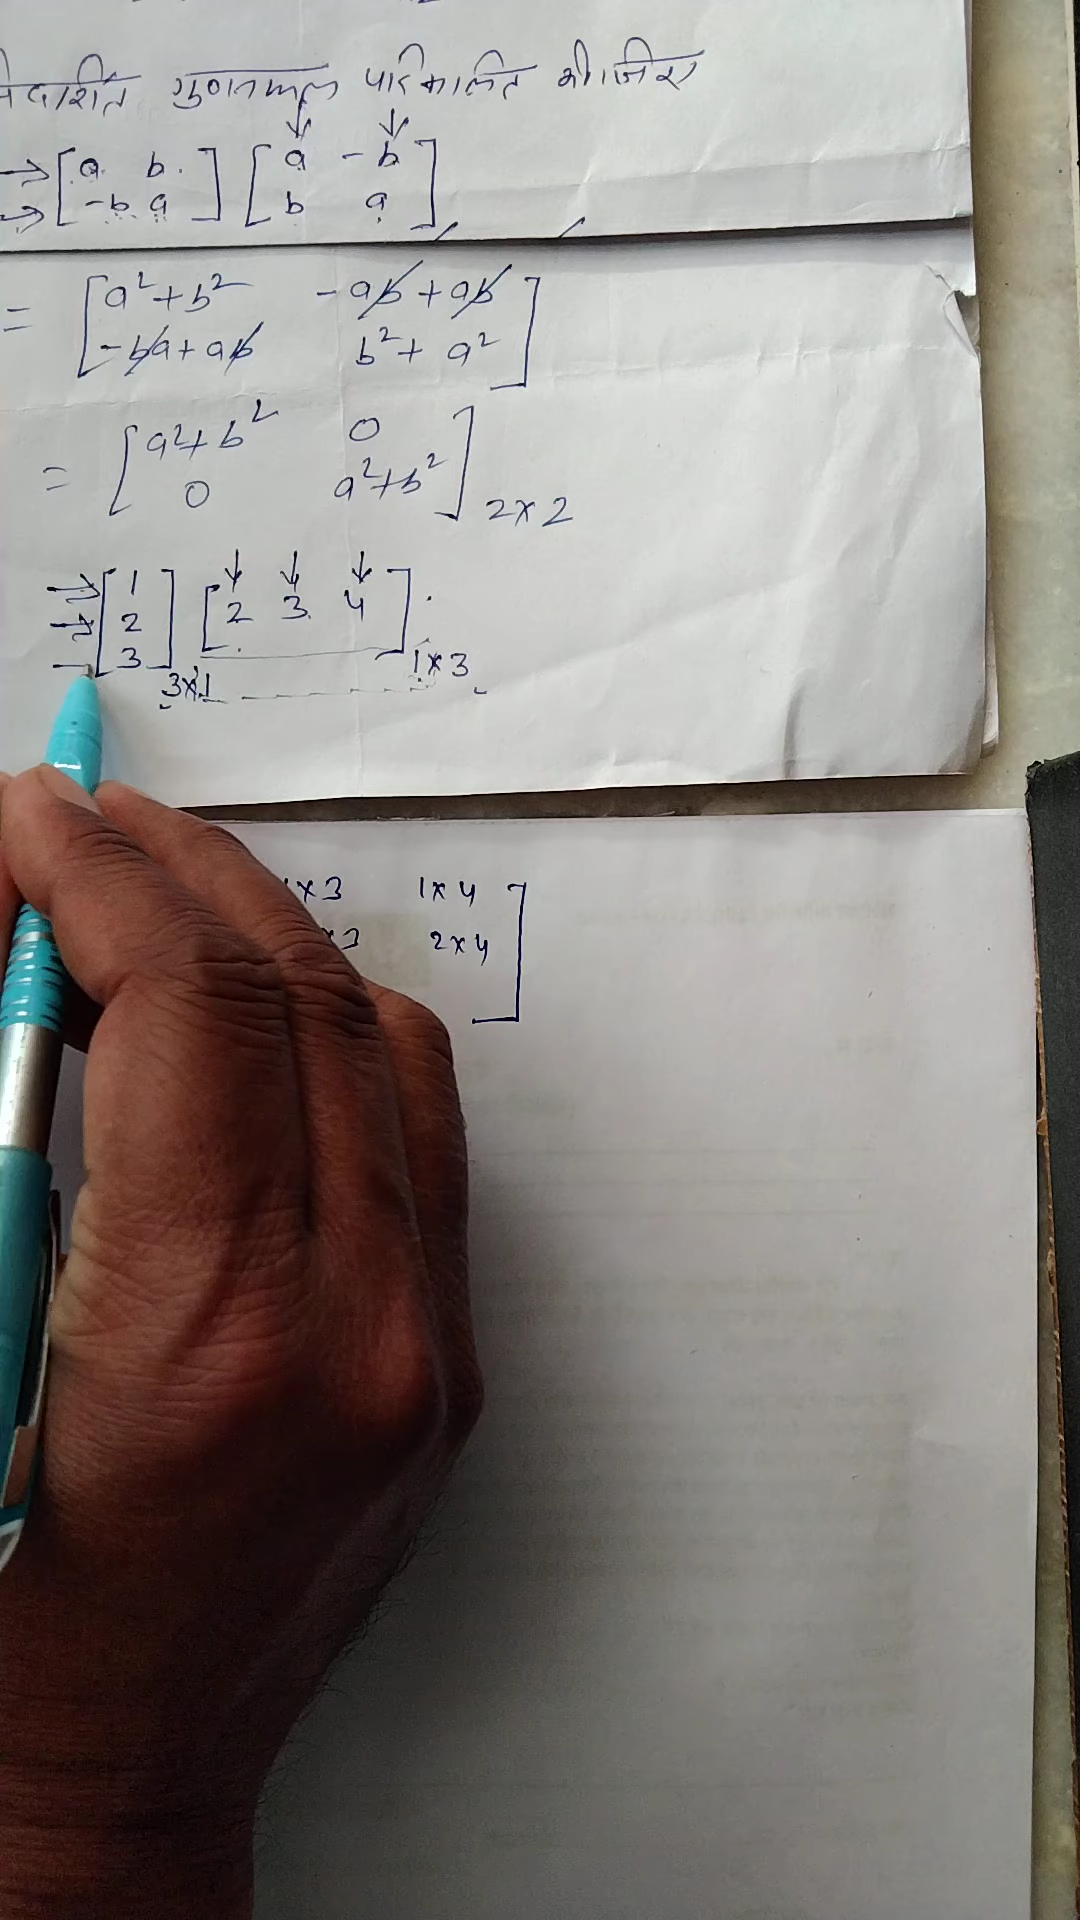 निदर्शित गुणनफल परिकलित कीजिए
→ [ a b ] [ a -b ]
→ [ -b a ] [ b a ]
= [ a²+b² -ab+ab ]
[ -ba+ab b²+a² ]
= [ a²+b² 0 ]
[ 0 a²+b² ] 2×2
→ [ 1 ] [ 2 3 4 ]
→ [ 2 ]
→ [ 3 ] 3×1 1×3
1×3 1×4 ]
×3 2×4 ]